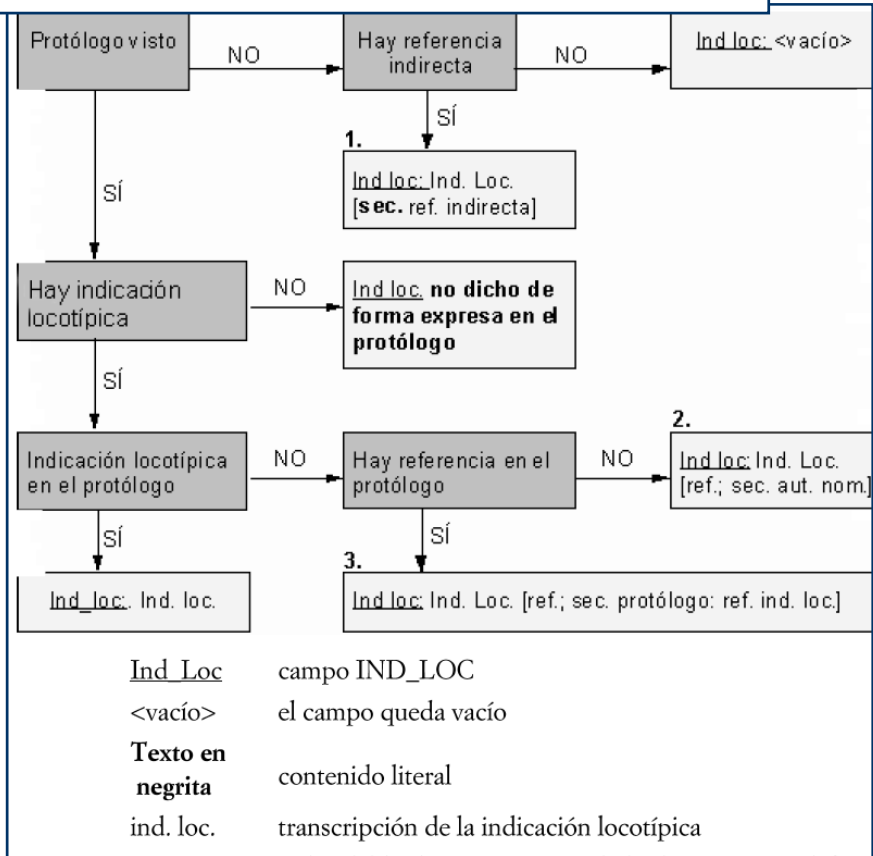 Protólogo visto
NO
Hay referencia
indirecta
NO
Ind loc: <vacío>
SÍ
1.
Ind loc: Ind. Loc.
[sec. ref. indirecta]
SÍ
Hay indicación
locotípica
NO
Ind loc. no dicho de
forma expresa en el
protólogo
SÍ
2.
Indicación locotípica
en el protólogo
NO
Hay referencia en el
protólogo
NO
Ind loc: Ind. Loc.
[ref.; sec. aut. nom.]
SÍ
SÍ
3.
Ind_loc:. Ind. loc.
Ind loc: Ind. Loc. [ref.; sec. protólogo: ref. ind. loc.]
Ind_Loc campo IND_LOC
<vacío> el campo queda vacío
Texto en
negrita contenido literal
ind. loc. transcripción de la indicación locotípica